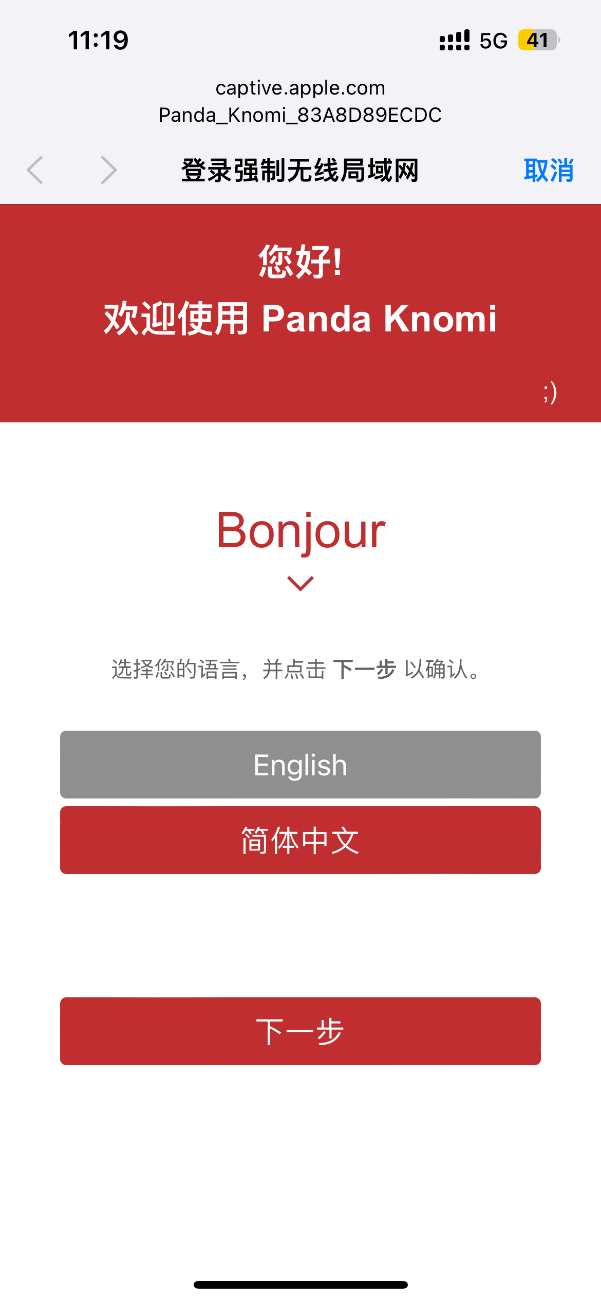 11:19
5G 41
captive.apple.com
Panda_Knomi_83A8D89ECDC
登录强制无线局域网
取消
您好!
欢迎使用 Panda Knomi
;)
Bonjour
选择您的语言，并点击 下一步 以确认。
English
简体中文
下一步